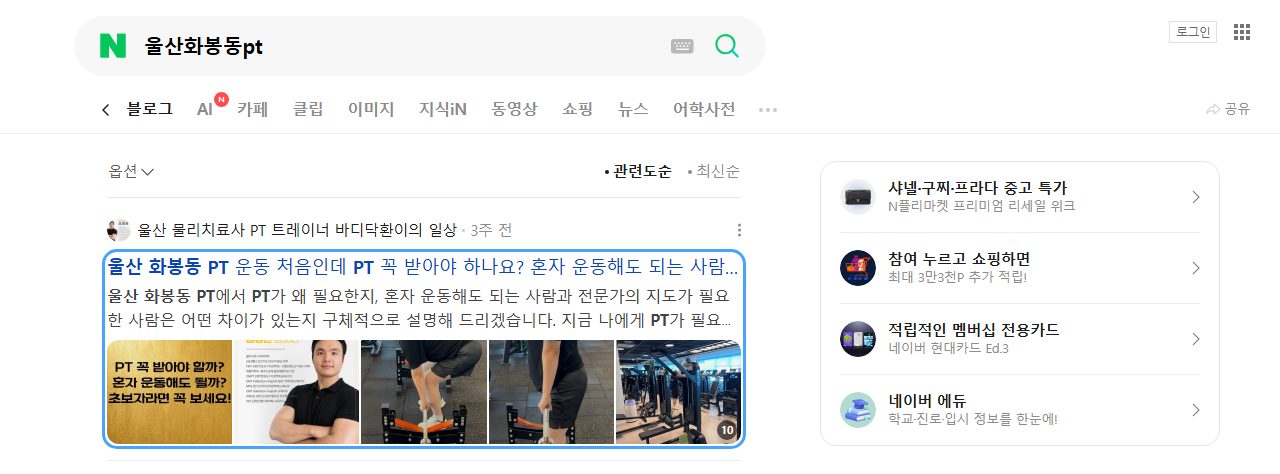 울산화봉동pt
로그인
블로그 AI N 카페 클립 이미지 지식iN 동영상 쇼핑 뉴스 어학사전
공유
옵션
관련도순 최신순
울산 물리치료사 PT 트레이너 바디닥환이의 일상 · 3주 전
울산 화봉동 PT 운동 처음인데 PT 꼭 받아야 하나요? 혼자 운동해도 되는 사람...
울산 화봉동 PT에서 PT가 왜 필요한지, 혼자 운동해도 되는 사람과 전문가의 지도가 필요
한 사람은 어떤 차이가 있는지 구체적으로 설명해 드리겠습니다. 지금 나에게 PT가 필요...
PT 꼭 받아야 할까?
혼자 운동해도 될까?
초보자라면 꼭 보세요!
10
샤넬·구찌·프라다 중고 특가
N플리마켓 프리미엄 리세일 위크
참여 누르고 쇼핑하면
최대 3만3천P 추가 적립!
적립적인 멤버십 전용카드
네이버 현대카드 Ed.3
네이버 에듀
학교·진로·입시 정보를 한눈에!